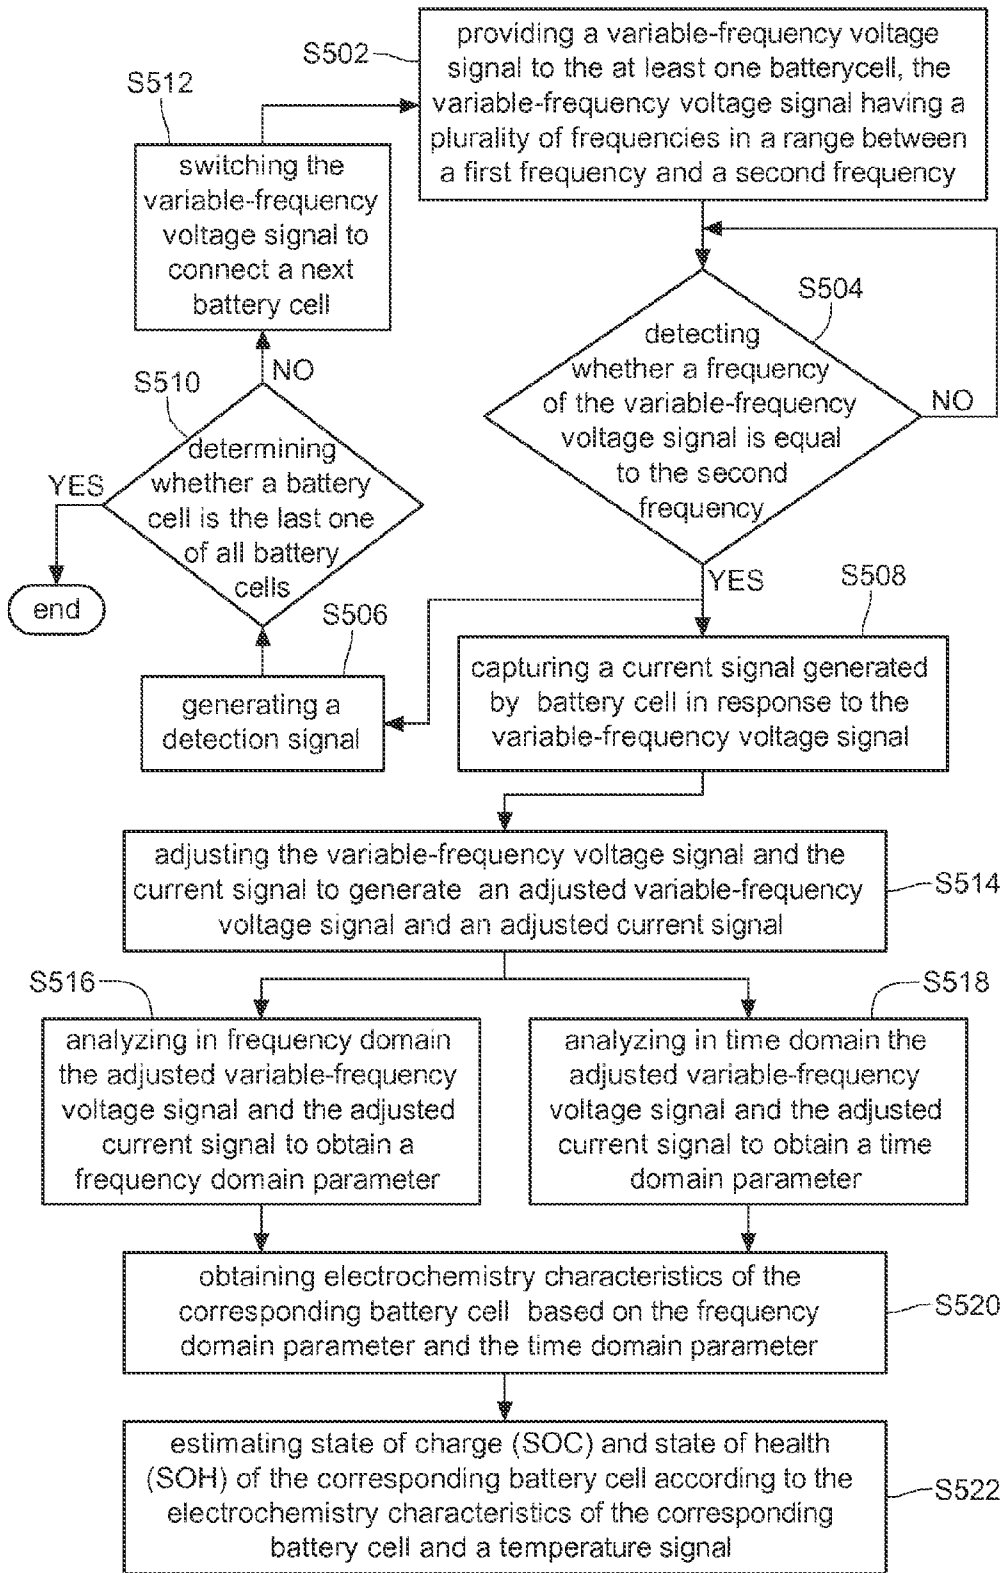 S502
providing a variable-frequency voltage
signal to the at least one batterycell, the
variable-frequency voltage signal having a
plurality of frequencies in a range between
a first frequency and a second frequency
S512
switching the
variable-frequency
voltage signal to
connect a next
battery cell
S504
detecting
whether a frequency
of the variable-frequency
voltage signal is equal
to the second
frequency
NO
YES
S510
NO
determining
whether a battery
cell is the last one
of all battery
cells
YES
end
S506
generating a
detection signal
S508
capturing a current signal generated
by battery cell in response to the
variable-frequency voltage signal
adjusting the variable-frequency voltage signal and the
current signal to generate an adjusted variable-frequency
voltage signal and an adjusted current signal
S514
S516
analyzing in frequency domain
the adjusted variable-frequency
voltage signal and the adjusted
current signal to obtain a
frequency domain parameter
S518
analyzing in time domain the
adjusted variable-frequency
voltage signal and the adjusted
current signal to obtain a time
domain parameter
obtaining electrochemistry characteristics of the
corresponding battery cell based on the frequency
domain parameter and the time domain parameter
S520
estimating state of charge (SOC) and state of health
(SOH) of the corresponding battery cell according to the
electrochemistry characteristics of the corresponding
battery cell and a temperature signal
S522